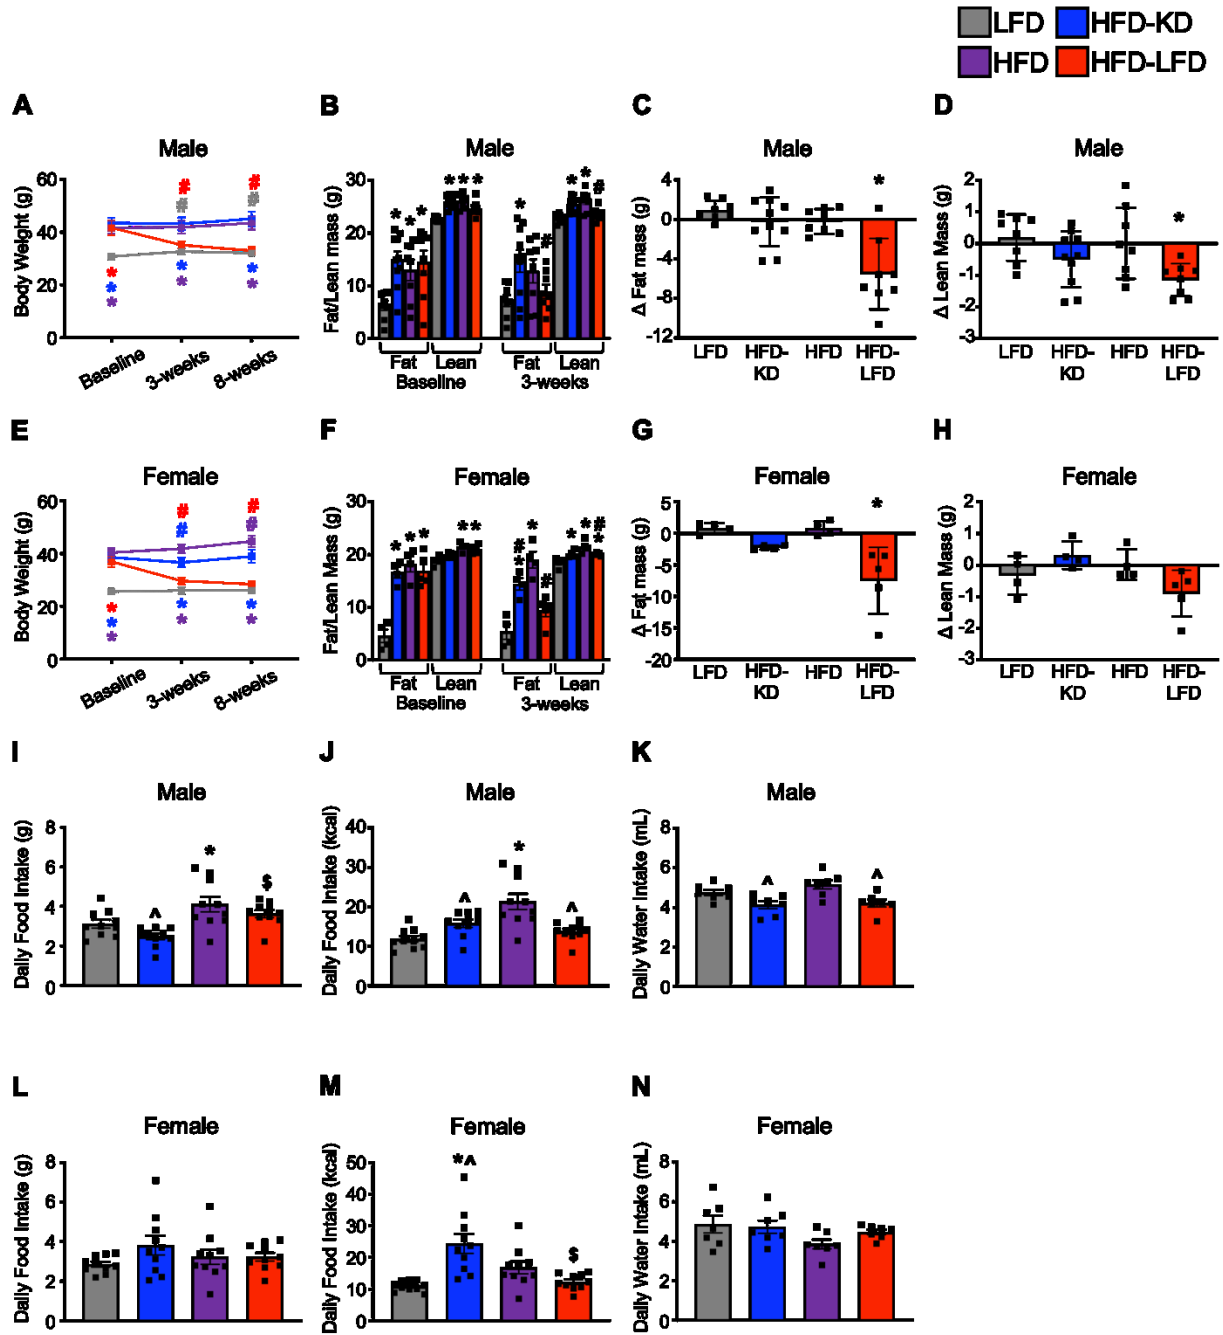 LFD HFD-KD
HFD HFD-LFD
A B C D
Male Male Male Male
Body Weight (g)
60
40
20
0
# #
# #
* * *
* * *
*
Baseline 3-weeks 8-weeks
Fat/Lean mass (g)
30
20
10
0
* * * * * * * * # * * #
Fat Lean Fat Lean
Baseline 3-weeks
Δ Fat mass (g)
4
0
-4
-8
-12
*
LFD HFD-KD HFD HFD-LFD
Δ Lean Mass (g)
2
1
0
-1
-2
-3
*
LFD HFD-KD HFD HFD-LFD
E F G H
Female Female Female Female
Body Weight (g)
60
40
20
0
# #
# #
* * *
* * *
*
Baseline 3-weeks 8-weeks
Fat/Lean Mass (g)
30
20
10
0
Fat Lean Fat Lean
Baseline 3-weeks
Δ Fat mass (g)
5
0
-5
-10
-15
-20
*
LFD HFD-KD HFD HFD-LFD
Δ Lean Mass (g)
2
1
0
-1
-2
-3
LFD HFD-KD HFD HFD-LFD
I J K
Male Male Male
Daily Food Intake (g)
8
6
4
2
0
^ * $
Daily Food Intake (kcal)
40
30
20
10
0
^ * ^
Daily Water Intake (mL)
8
6
4
2
0
^ ^
L M N
Female Female Female
Daily Food Intake (g)
8
6
4
2
0
Daily Food Intake (kcal)
50
40
30
20
10
0
*^ $
Daily Water Intake (mL)
8
6
4
2
0